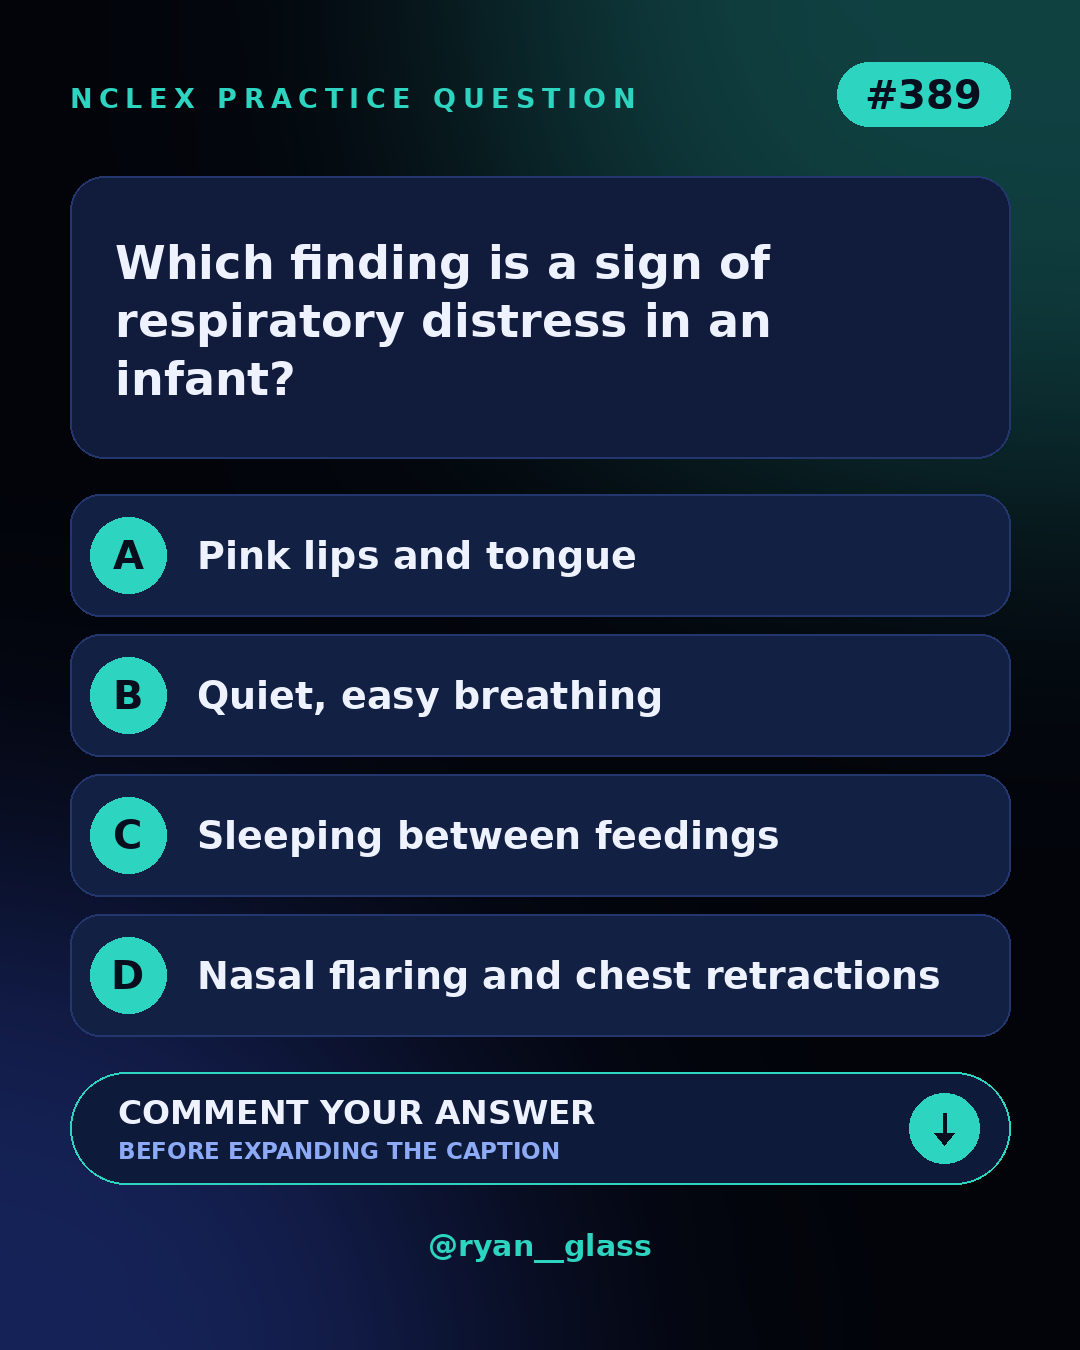 NCLEX PRACTICE QUESTION
#389
Which finding is a sign of
respiratory distress in an
infant?
A
Pink lips and tongue
B
Quiet, easy breathing
C
Sleeping between feedings
D
Nasal flaring and chest retractions
COMMENT YOUR ANSWER
BEFORE EXPANDING THE CAPTION
@ryan__glass